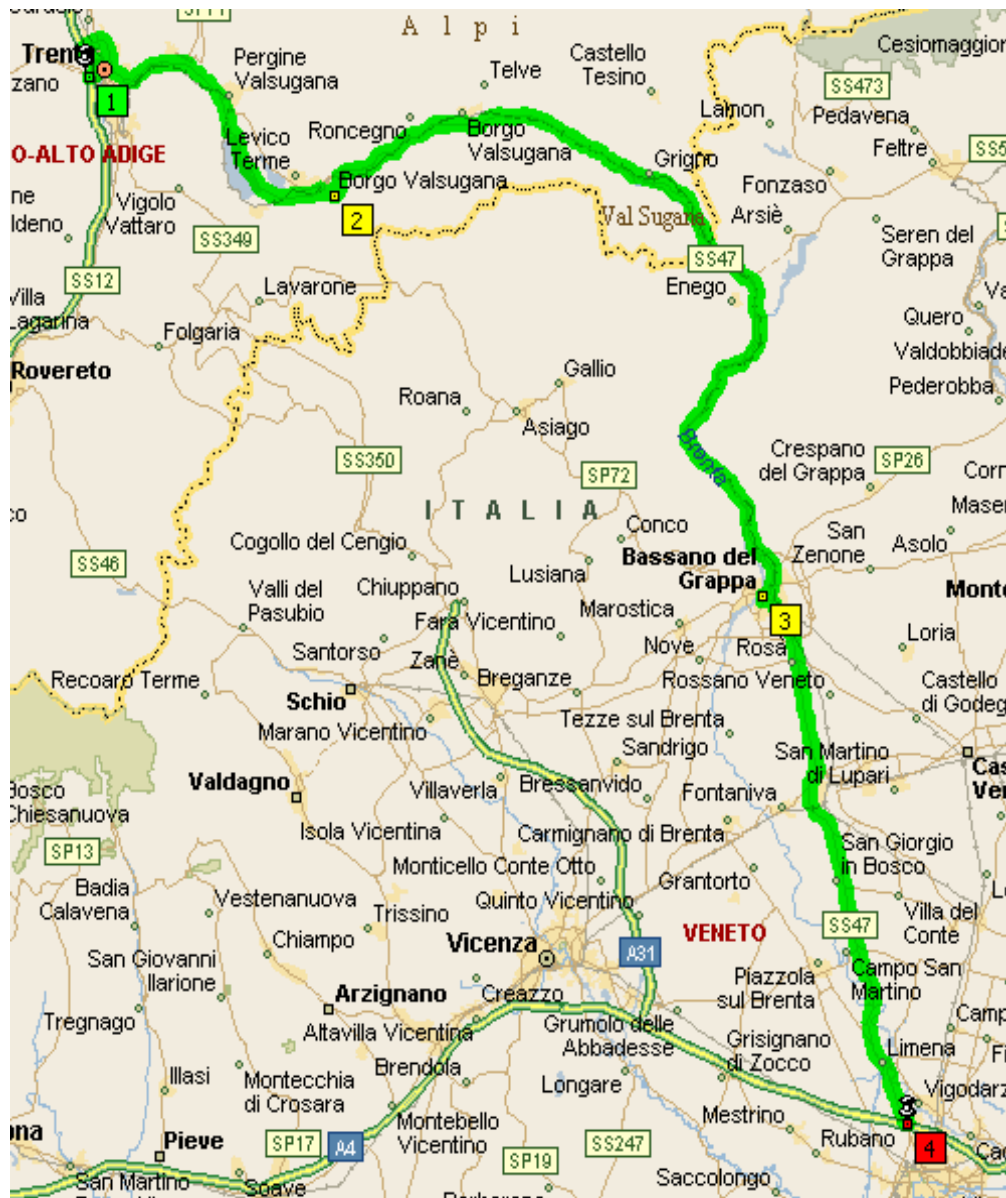 A l p i
Cesiomaggior
Trento
Pergine
Valsugana
Castello
Tesino
Telve
SS473
zano
1
Lamon
Pedavena
Roncegno
Borgo
Valsugana
Levico
Terme
Feltre
O-ALTO ADIGE
Grigno
Borgo Valsugana
Fonzaso
ne
ldeno
Vigolo
Vattaro
2
Val Sugana
Arsiè
SS349
Seren del
Grappa
SS47
SS12
Enego
Villa
Lagarina
Lavarone
Quero
Folgaria
Valdobbiade
Rovereto
Gallio
Pederobba
Roana
Asiago
Brenta
Crespano
del Grappa
SS350
SP26
SP72
I T A L I A
Conco
San
Zenone
Asolo
Cogollo del Cengio
SS46
Bassano del
Grappa
Lusiana
Valli del
Pasubio
Chiuppano
Marostica
Fara Vicentino
3
Loria
Santorso
Zanè
Nove
Rosà
Recoaro Terme
Breganze
Rossano Veneto
Castello
di Godeg
Schio
Marano Vicentino
Tezze sul Brenta
Sandrigo
San Martino
di Lupari
Valdagno
Villaverla
Bressanvido
Fontaniva
Bosco
Chiesanuova
Isola Vicentina
Carmignano di Brenta
SP13
San Giorgio
in Bosco
Monticello Conte Otto
Grantorto
Badia
Calavena
Vestenanuova
Trissino
Quinto Vicentino
Villa del
Conte
Chiampo
Vicenza
VENETO
SS47
A31
San Giovanni
Ilarione
Piazzola
sul Brenta
Campo San
Martino
Arzignano
Creazzo
Tregnago
Altavilla Vicentina
Grumolo delle
Abbadesse
Grisignano
di Zocco
Limena
Illasi
Montecchia
di Crosara
Brendola
Longare
Vigodarz
Montebello
Vicentino
Mestrino
Rubano
4
Pieve
SP17
A4
SS247
SP19
San Martino
Soave
Saccolongo